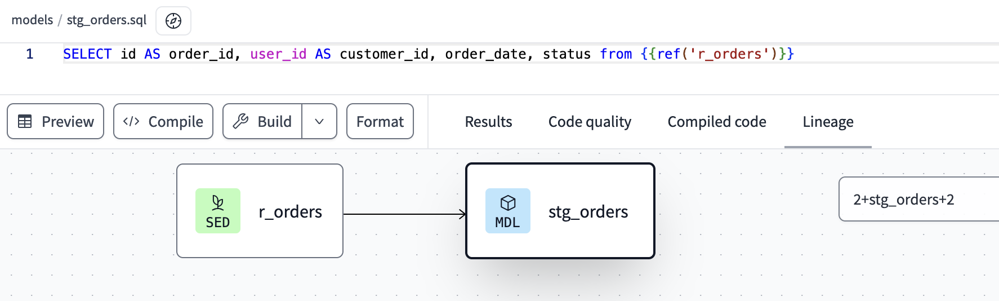 models / stg_orders.sql
1 SELECT id AS order_id, user_id AS customer_id, order_date, status from {{ref('r_orders')}}
Preview </> Compile Build Format Results Code quality Compiled code Lineage
SED r_orders MDL stg_orders 2+stg_orders+2